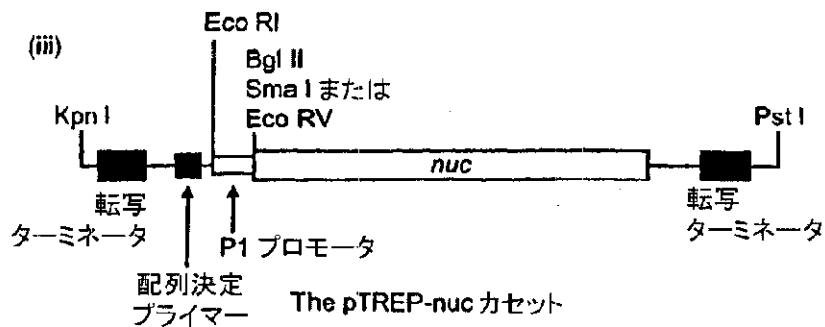 (iii)
Eco RI
Bgl II
Sma I または
Eco RV
Kpn I
Pst I
nuc
転写
ターミネータ
配列決定
プライマー
P1 プロモータ
転写
ターミネータ
The pTREP-nuc カセット